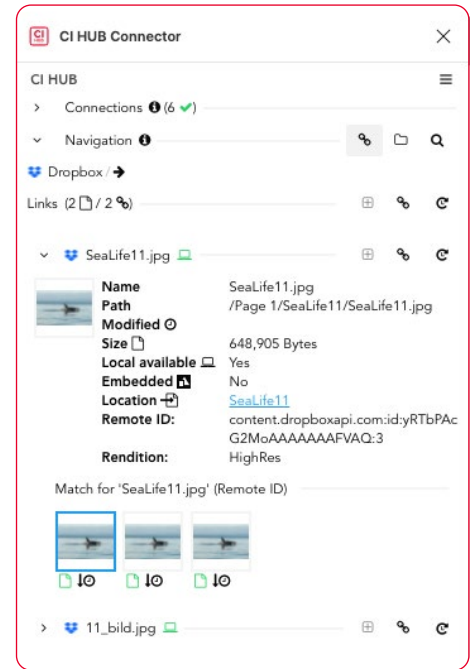 CI HUB CI HUB Connector
CI HUB
Connections (6 ✔)
Navigation
Dropbox /
Links (2 / 2 )
SeaLife11.jpg
Name SeaLife11.jpg
Path /Page 1/SeaLife11/SeaLife11.jpg
Modified
Size 648,905 Bytes
Local available Yes
Embedded No
Location SeaLife11
Remote ID: content.dropboxapi.com:id:yRTbPAc
G2MoAAAAAAAFVAQ:3
Rendition: HighRes
Match for 'SeaLife11.jpg' (Remote ID)
11_bild.jpg